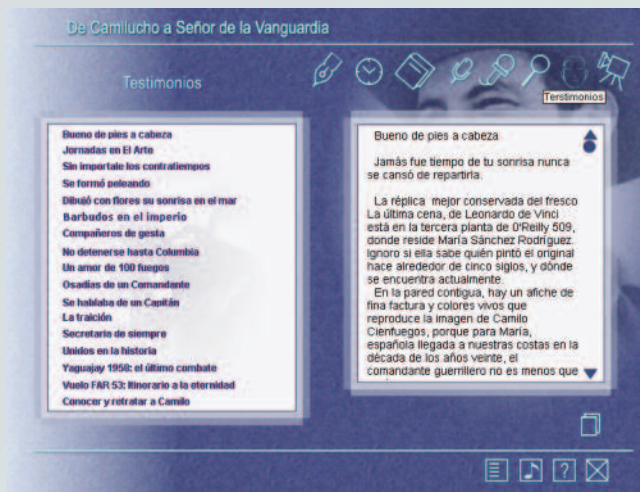 De Camilucho a Señor de la Vanguardia
Testimonios
Terstimonios
Bueno de pies a cabeza
Jornadas en El Arte
Sin importale los contratiempos
Se formó peleando
Dibujó con flores su sonrisa en el mar
Barbudos en el imperio
Compañeros de gesta
No detenerse hasta Columbia
Un amor de 100 fuegos
Osadías de un Comandante
Se hablaba de un Capitán
La traición
Secretaria de siempre
Unidos en la historia
Yaguajay 1958: el último combate
Vuelo FAR 53: Itinorario a la eternidad
Conocer y retratar a Camilo
Bueno de pies a cabeza
Jamás fue tiempo de tu sonrisa nunca
se cansó de repartirla.
La réplica mejor conservada del fresco
La última cena, de Leonardo de Vinci
está en la tercera planta de O'Reilly 509,
donde reside María Sánchez Rodríguez.
Ignoro si ella sabe quién pintó el original
hace alrededor de cinco siglos, y dónde
se encuentra actualmente.
En la pared contigua, hay un afiche de
fina factura y colores vivos que
reproduce la imagen de Camilo
Cienfuegos, porque para María,
española llegada a nuestras costas en la
década de los años veinte, el
comandante guerrillero no es menos que
?